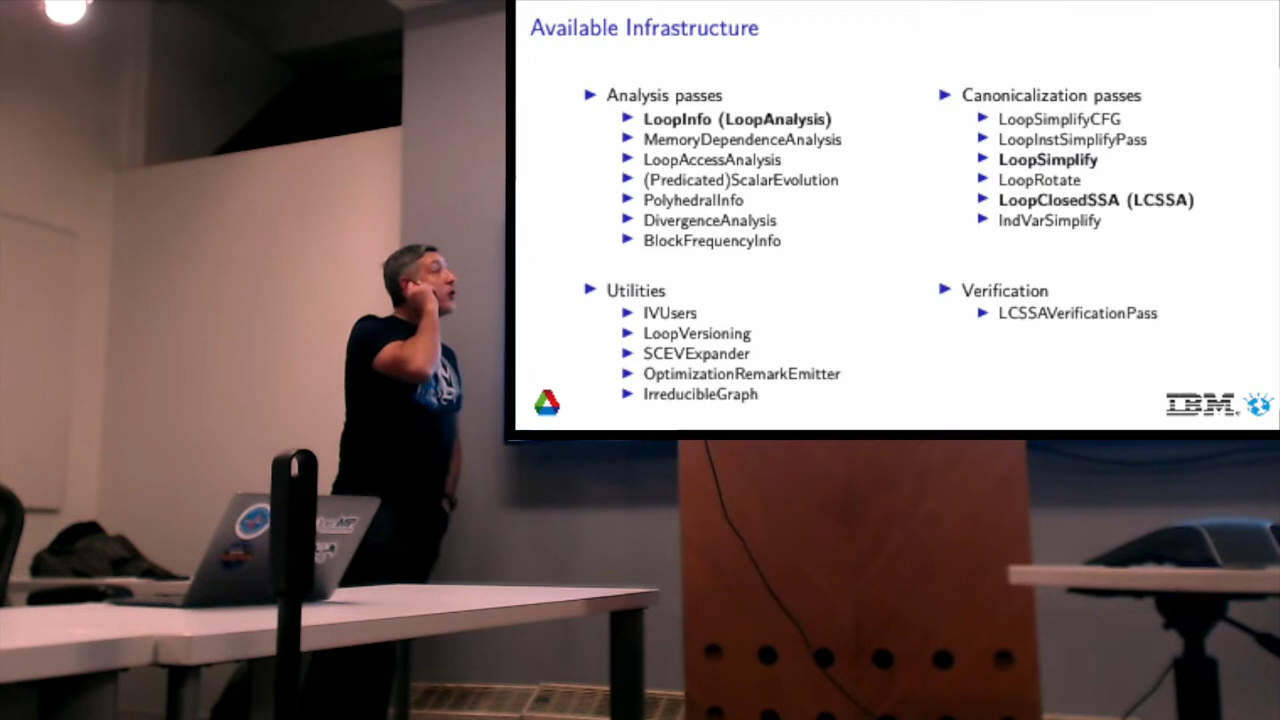 Available Infrastructure
Analysis passes
LoopInfo (LoopAnalysis)
MemoryDependenceAnalysis
LoopAccessAnalysis
(Predicated)ScalarEvolution
PolyhedralInfo
DivergenceAnalysis
BlockFrequencyInfo
Utilities
IVUsers
LoopVersioning
SCEVExpander
OptimizationRemarkEmitter
IrreducibleGraph
Canonicalization passes
LoopSimplifyCFG
LoopInstSimplifyPass
LoopSimplify
LoopRotate
LoopClosedSSA (LCSSA)
IndVarSimplify
Verification
LCSSAVerificationPass
IBM